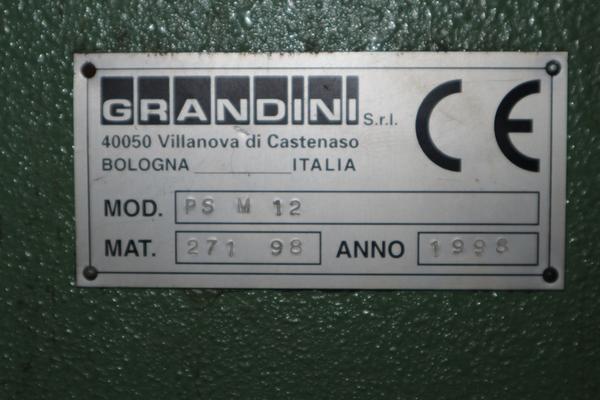 GRANDINI S.r.l.
40050 Villanova di Castenaso
BOLOGNA ITALIA
CE
MOD. PS M 12
MAT. 271 98 ANNO 1998